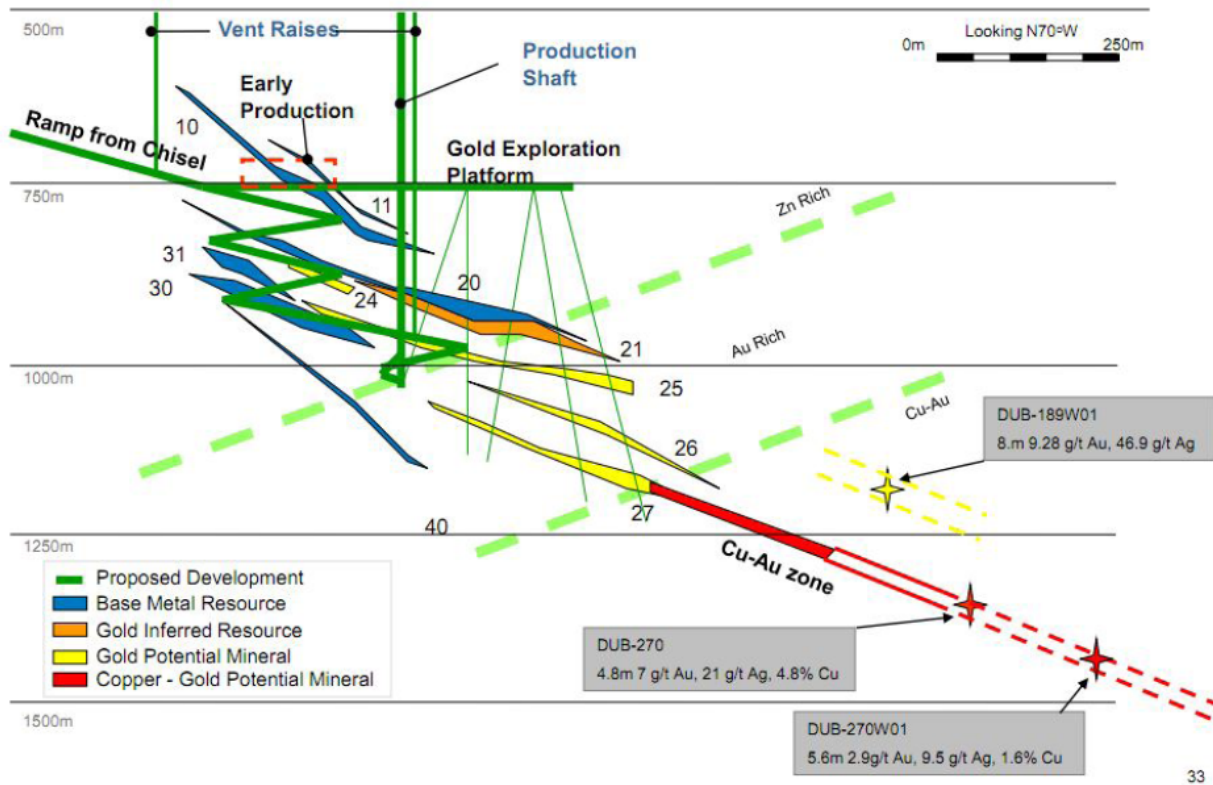 500m
Vent Raises
Looking N70ºW
0m
250m
Production
Shaft
Early
Production
10
Ramp from Chisel
Gold Exploration
Platform
750m
11
Zn Rich
31
30
24
20
21
Au Rich
25
1000m
Cu-Au
DUB-189W01
8.m 9.28 g/t Au, 46.9 g/t Ag
26
27
40
1250m
Cu-Au zone
Proposed Development
Base Metal Resource
Gold Inferred Resource
Gold Potential Mineral
Copper - Gold Potential Mineral
DUB-270
4.8m 7 g/t Au, 21 g/t Ag, 4.8% Cu
1500m
DUB-270W01
5.6m 2.9g/t Au, 9.5 g/t Ag, 1.6% Cu
33